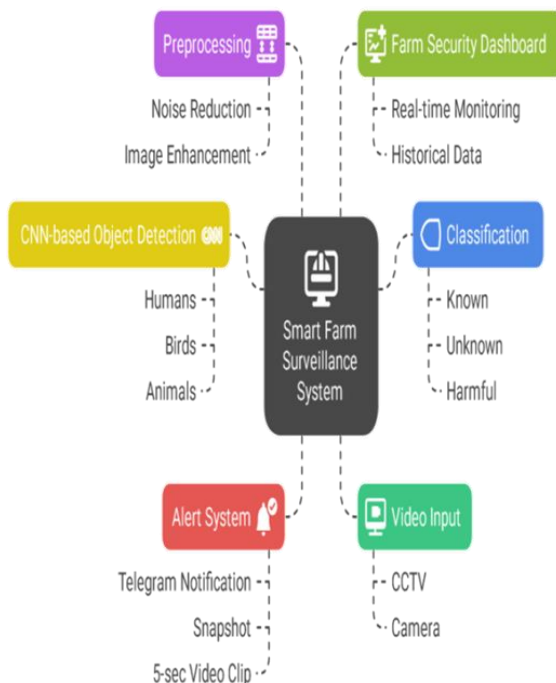 Preprocessing
Noise Reduction
Image Enhancement
Farm Security Dashboard
Real-time Monitoring
Historical Data
CNN-based Object Detection CNN
Humans
Birds
Animals
Smart Farm
Surveillance
System
Classification
Known
Unknown
Harmful
Alert System
Telegram Notification
Snapshot
5-sec Video Clip
Video Input
CCTV
Camera